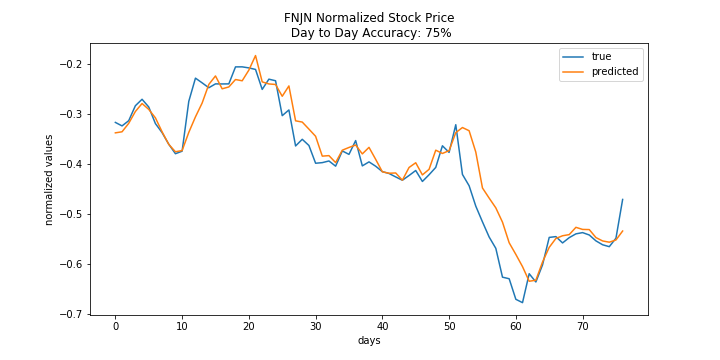 FNJN Normalized Stock Price
Day to Day Accuracy: 75%
true
predicted
normalized values
−0.2
−0.3
−0.4
−0.5
−0.6
−0.7
0
10
20
30
40
50
60
70
days